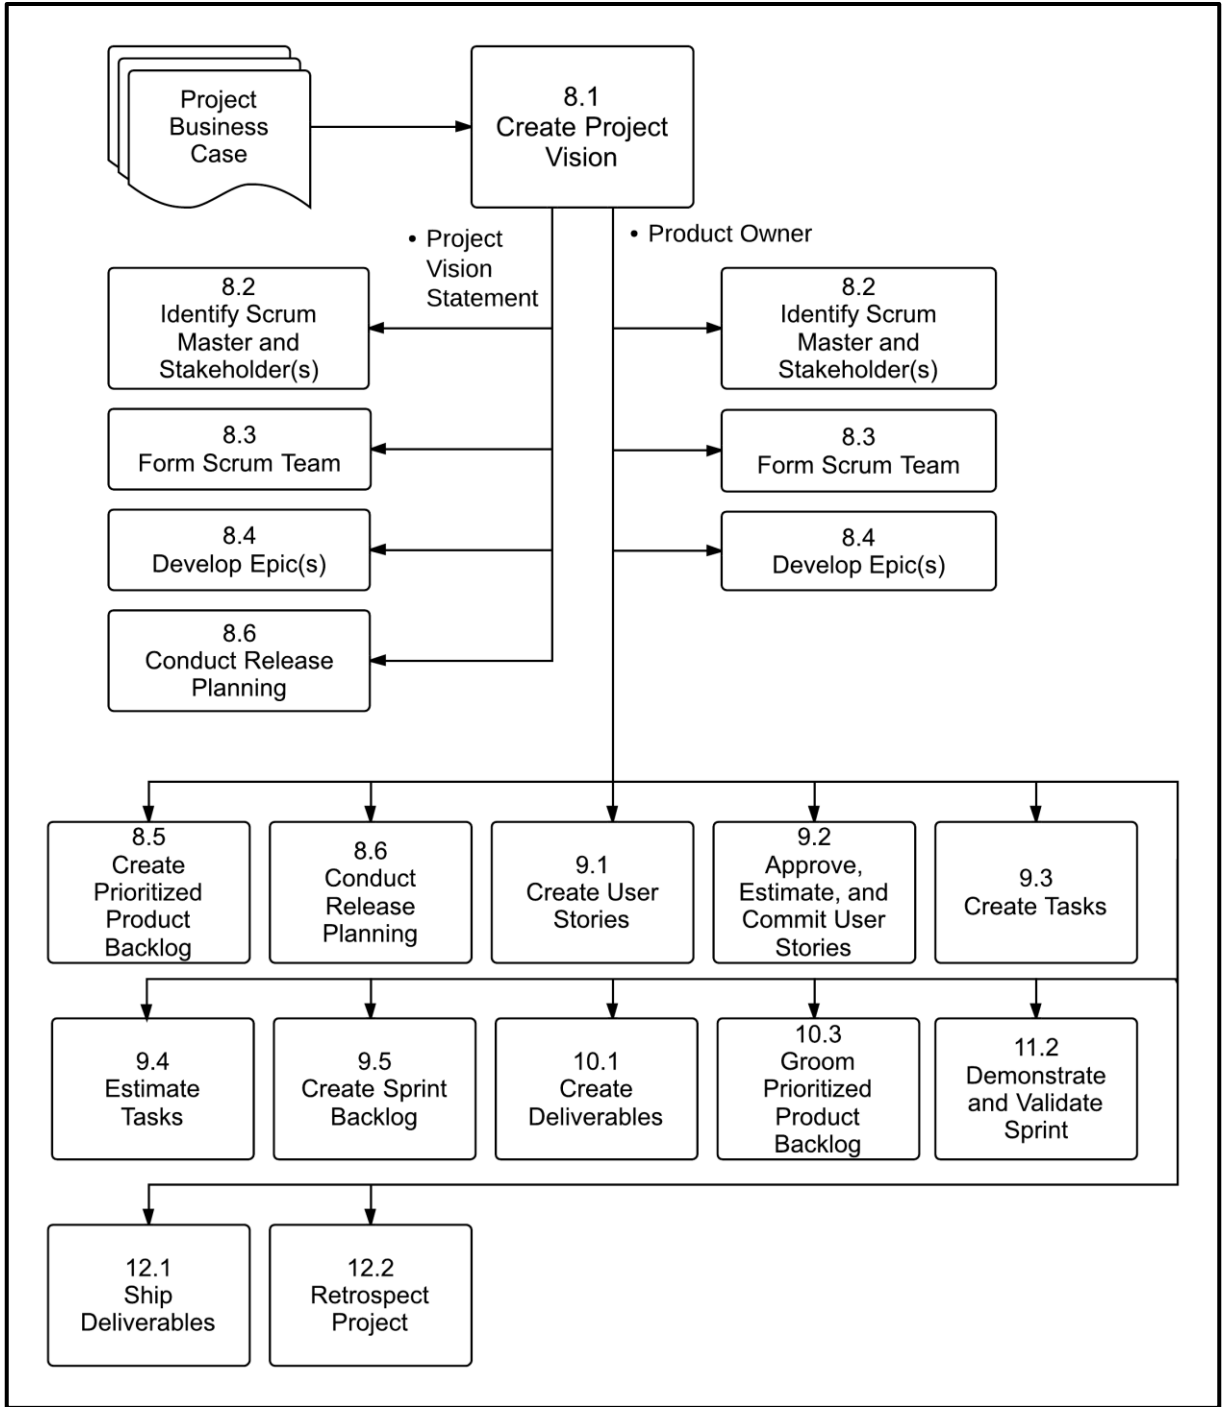 Project
Business
Case
8.1
Create Project
Vision
• Project
Vision
Statement
• Product Owner
8.2
Identify Scrum
Master and
Stakeholder(s)
8.2
Identify Scrum
Master and
Stakeholder(s)
8.3
Form Scrum Team
8.3
Form Scrum Team
8.4
Develop Epic(s)
8.4
Develop Epic(s)
8.6
Conduct Release
Planning
8.5
Create
Prioritized
Product
Backlog
8.6
Conduct
Release
Planning
9.1
Create User
Stories
9.2
Approve,
Estimate, and
Commit User
Stories
9.3
Create Tasks
9.4
Estimate
Tasks
9.5
Create Sprint
Backlog
10.1
Create
Deliverables
10.3
Groom
Prioritized
Product
Backlog
11.2
Demonstrate
and Validate
Sprint
12.1
Ship
Deliverables
12.2
Retrospect
Project